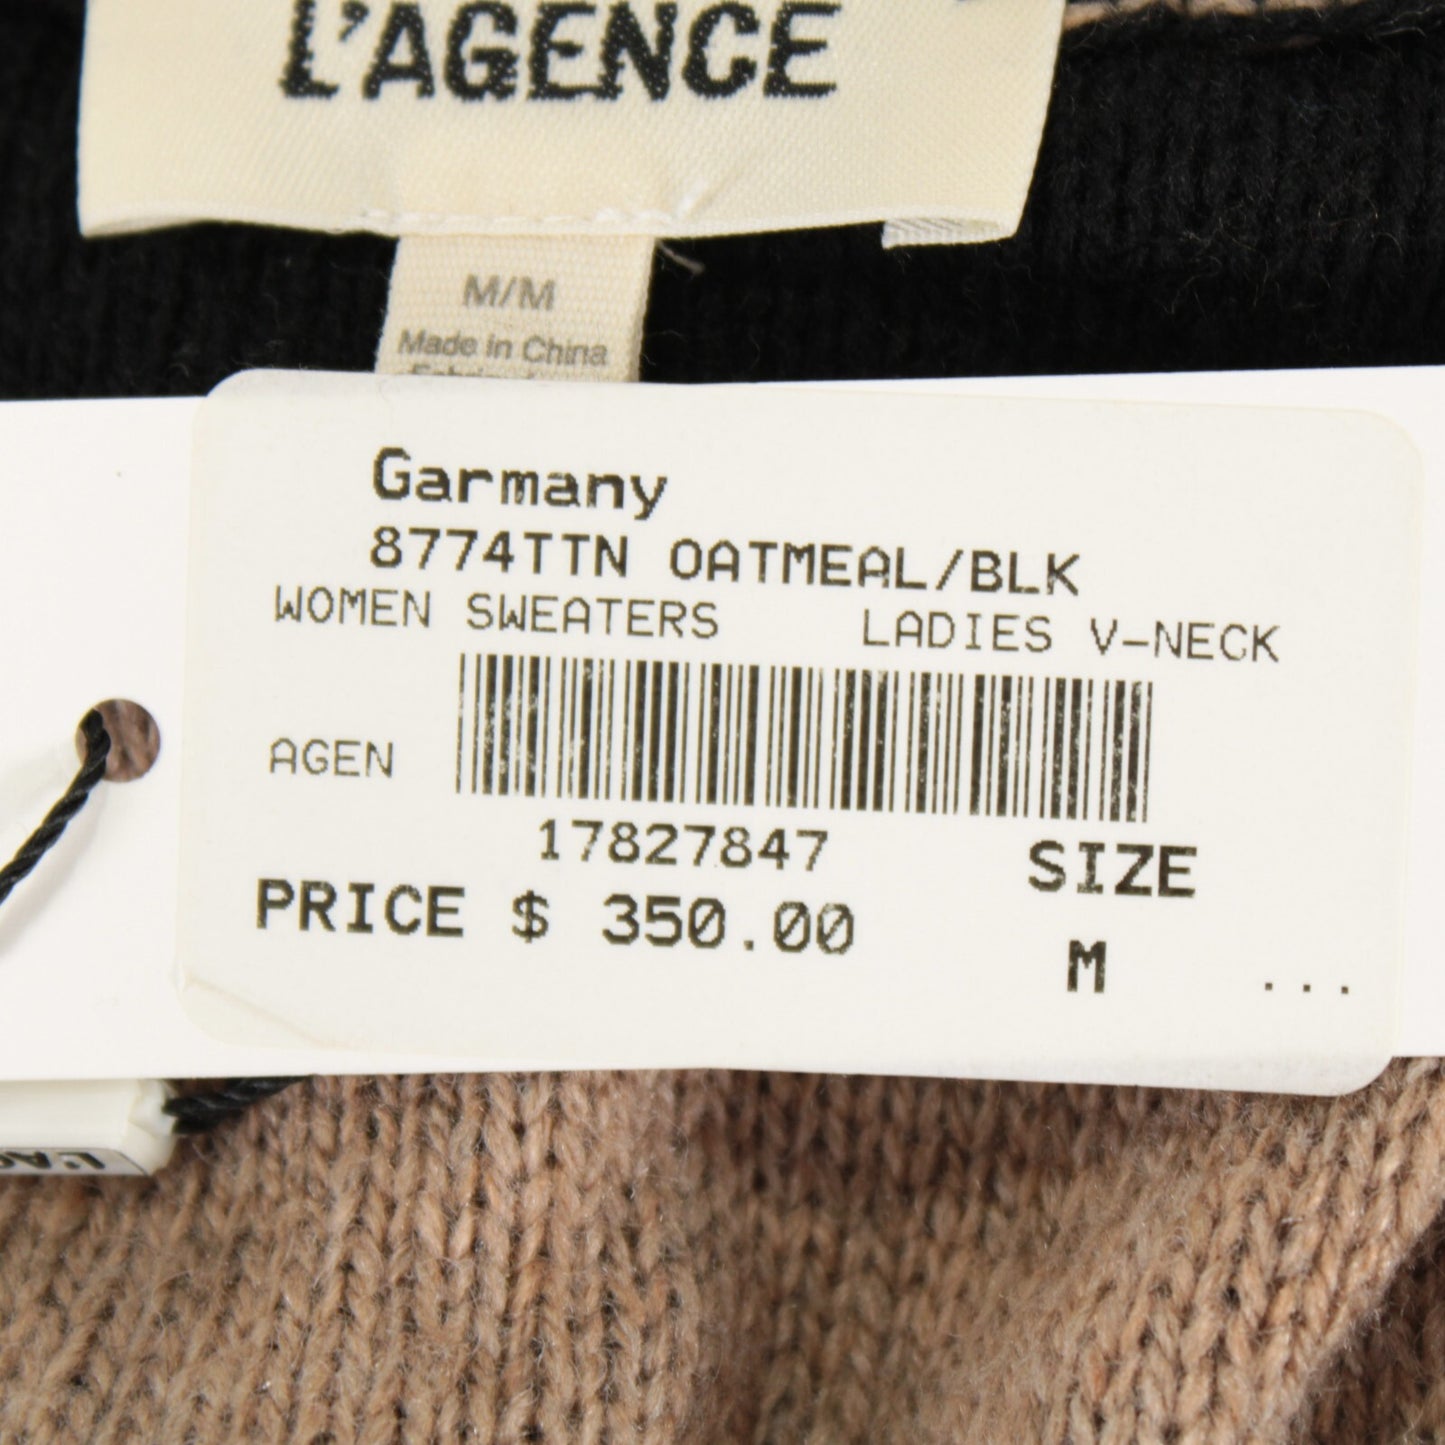 L'AGENCE
M/M
Made in China
Garmany
8774TTN OATMEAL/BLK
WOMEN SWEATERS LADIES V-NECK
AGEN
17827847
SIZE
PRICE $ 350.00
M ...